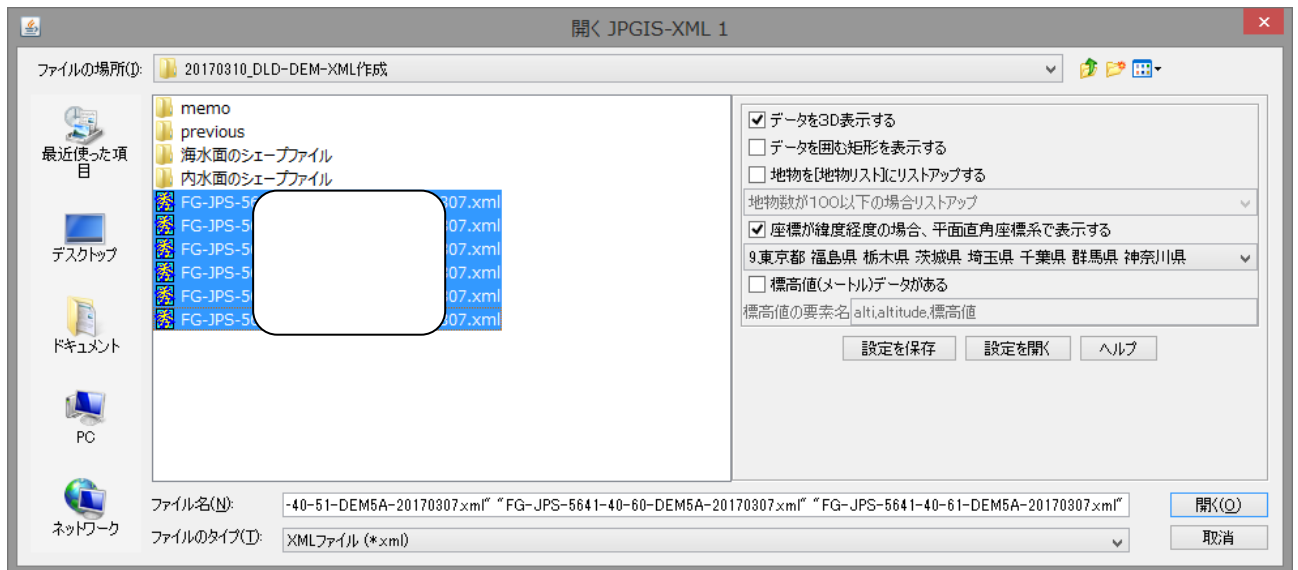 開く JPGIS-XML 1
ファイルの場所(I):
20170310_DLD-DEM-XML作成
最近使った項目
デスクトップ
ドキュメント
PC
ネットワーク
memo
previous
海水面のシェープファイル
内水面のシェープファイル
FG-JPS-56 307.xml
FG-JPS-5 07.xml
FG-JPS-5 07.xml
FG-JPS-5 07.xml
FG-JPS-5 07.xml
FG-JPS-56 307.xml
データを3D表示する
データを囲む矩形を表示する
地物を[地物リスト]にリストアップする
地物数が100以下の場合リストアップ
座標が緯度経度の場合、平面直角座標系で表示する
9.東京都 福島県 栃木県 茨城県 埼玉県 千葉県 群馬県 神奈川県
標高値(メートル)データがある
標高値の要素名 alti,altitude,標高値
設定を保存 設定を開く ヘルプ
ファイル名(N): -40-51-DEM5A-20170307.xml" "FG-JPS-5641-40-60-DEM5A-20170307.xml" "FG-JPS-5641-40-61-DEM5A-20170307.xml" 開く(O)
ファイルのタイプ(T): XMLファイル (*.xml) 取消